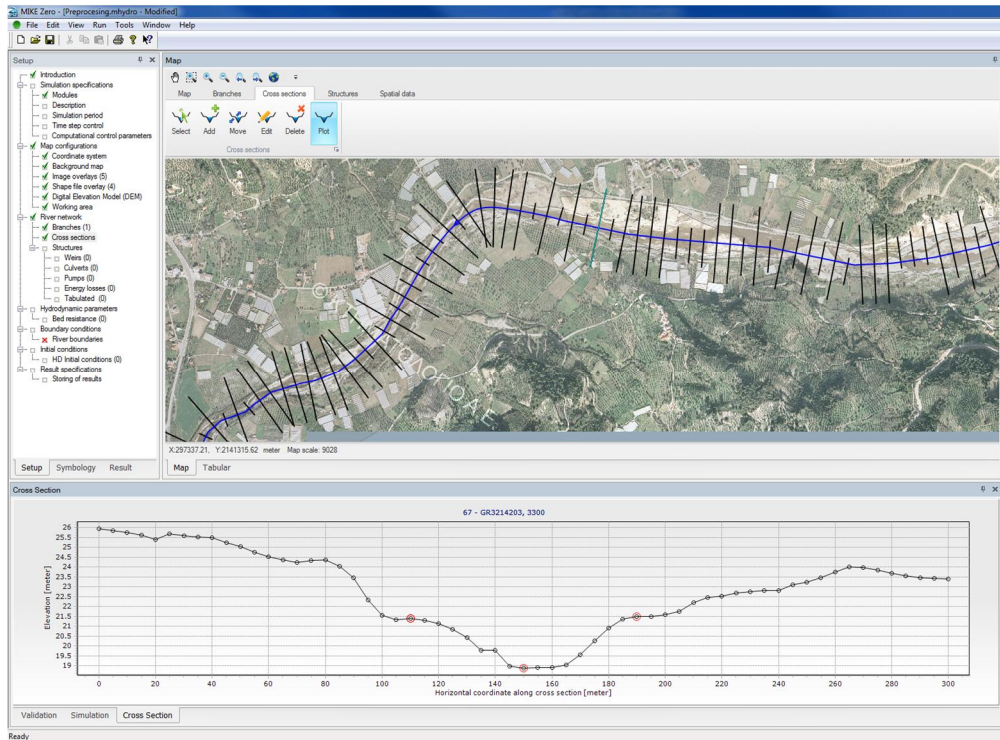 MIKE Zero - [Preprocesing.mhydro - Modified]
File Edit View Run Tools Window Help
Setup
Introduction
Simulation specifications
Modules
Description
Simulation period
Time step control
Computational control parameters
Map configurations
Coordinate system
Background map
Image overlays (5)
Shape file overlay (4)
Digital Elevation Model (DEM)
Working area
River network
Branches (1)
Cross sections
Structures
Weirs (0)
Culverts (0)
Pumps (0)
Energy losses (0)
Tabulated (0)
Hydrodynamic parameters
Bed resistance (0)
Boundary conditions
River boundaries
Initial conditions
HD Initial conditions (0)
Result specifications
Storing of results
Setup Symbology Result
Map
Map Branches Cross sections Structures Spatial data
Select Add Move Edit Delete Plot
Cross sections
X:297337.21, Y:2141315.62 meter Map scale: 9028
Map Tabular
Cross Section
67 - GR3214203, 3300
Elevation [meter]
26
25.5
25
24.5
24
23.5
23
22.5
22
21.5
21
20.5
20
19.5
19
0 20 40 60 80 100 120 140 160 180 200 220 240 260 280 300
Horizontal coordinate along cross section [meter]
Validation Simulation Cross Section
Ready